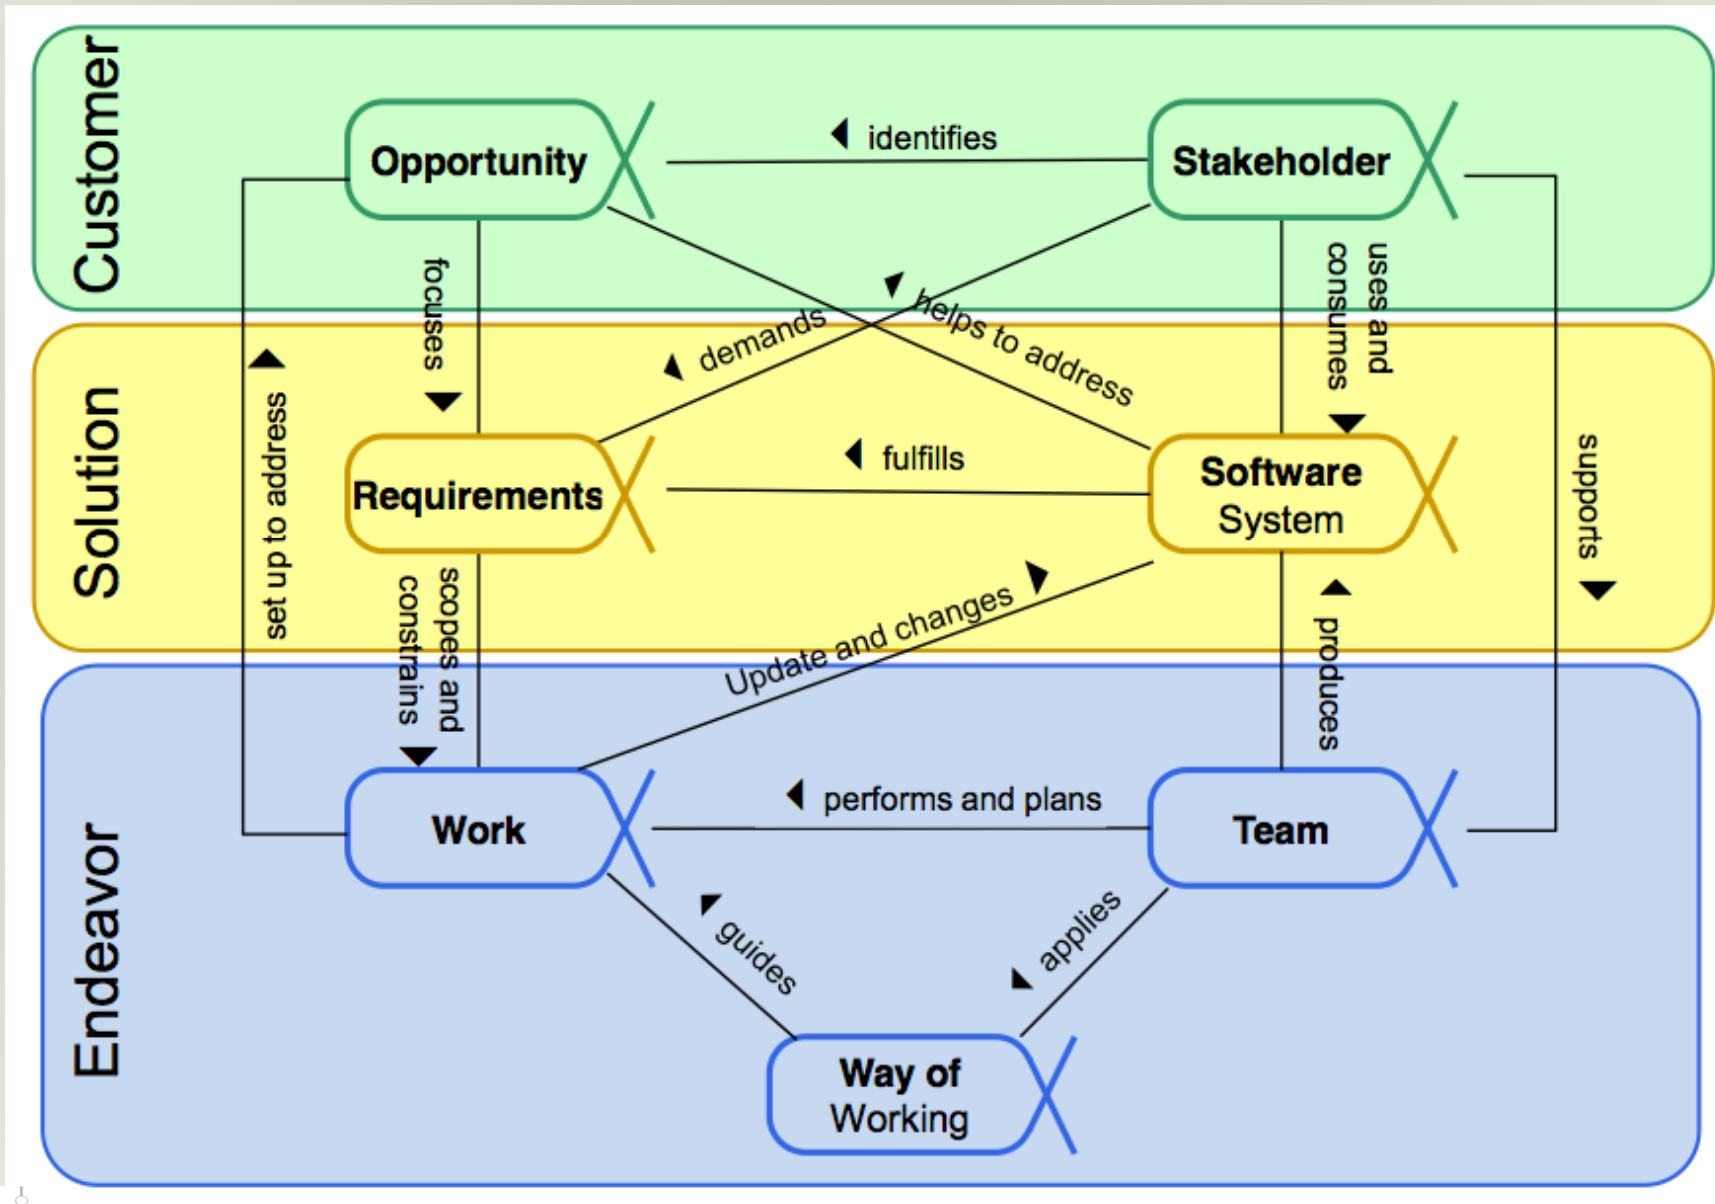 Customer
Opportunity
identifies
Stakeholder
focuses
demands
helps to address
uses and
consumes
Solution
set up to address
Requirements
fulfills
Software
System
supports
scopes and
constrains
Update and changes
produces
Endeavor
Work
performs and plans
Team
guides
applies
Way of
Working